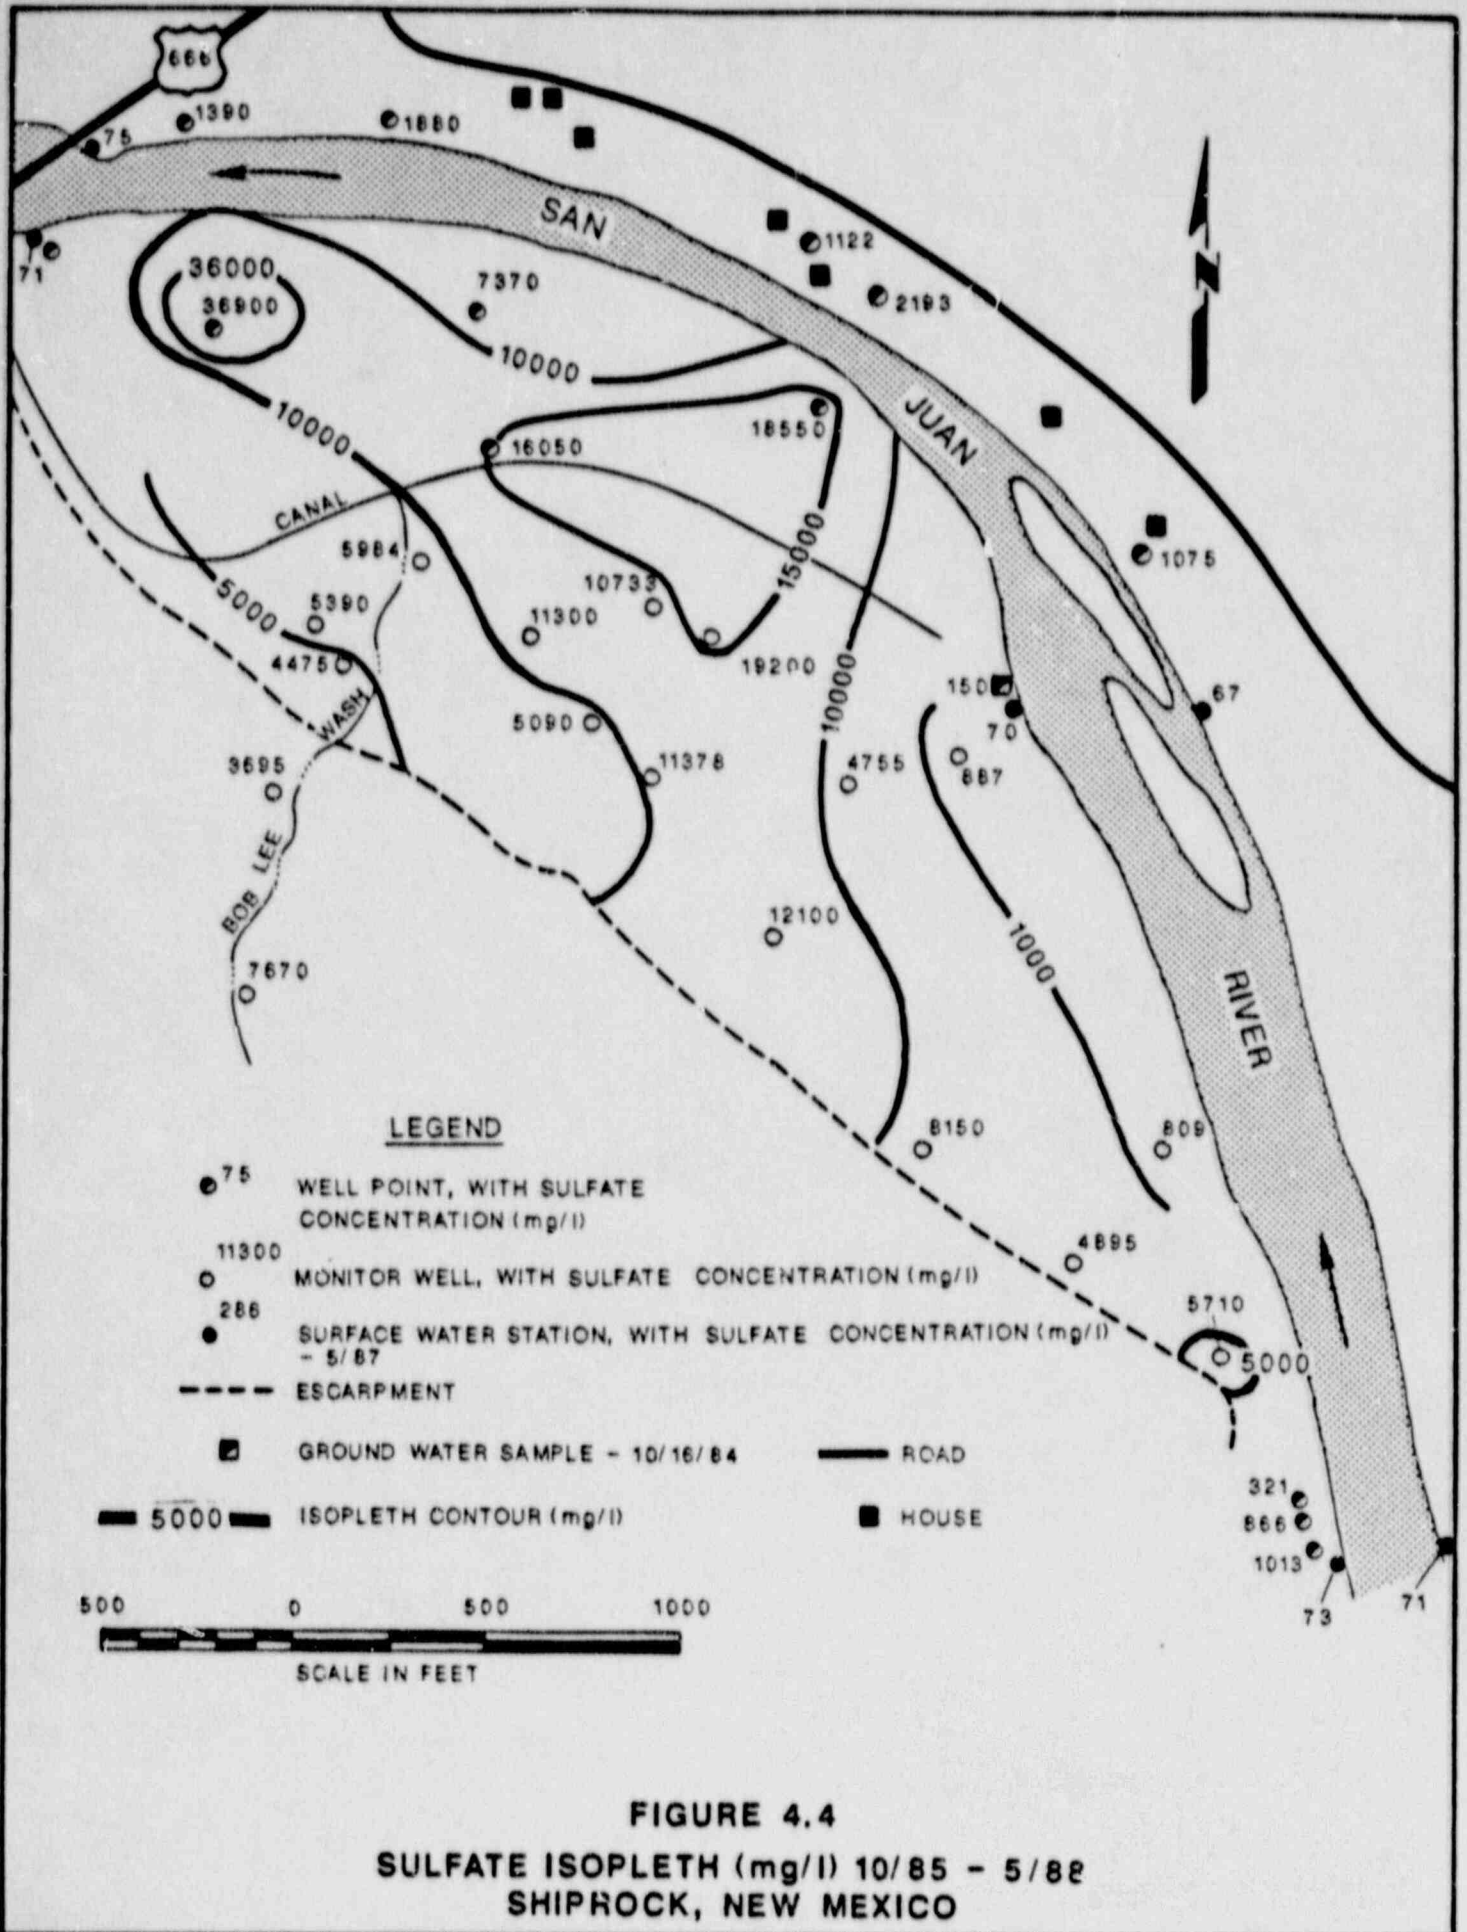 666
1390
1880
75
SAN
71
36000
36900
7370
1122
2193
10000
10000
JUAN
18550
16050
CANAL
15000
5984
1075
10733
5000
5390
11300
4475
19200
10000
150
67
WASH
5090
70
3695
11378
4755
887
BOB LEE
12100
1000
7670
RIVER
LEGEND
8150
809
75
WELL POINT, WITH SULFATE
CONCENTRATION (mg/l)
11300
MONITOR WELL, WITH SULFATE CONCENTRATION (mg/l)
4895
286
SURFACE WATER STATION, WITH SULFATE CONCENTRATION (mg/l)
- 5/87
5710
5000
ESCARPMENT
GROUND WATER SAMPLE - 10/16/84
ROAD
5000
ISOPLETH CONTOUR (mg/l)
HOUSE
321
866
1013
73
71
500 0 500 1000
SCALE IN FEET
N
FIGURE 4.4
SULFATE ISOPLETH (mg/l) 10/85 - 5/88
SHIPROCK, NEW MEXICO